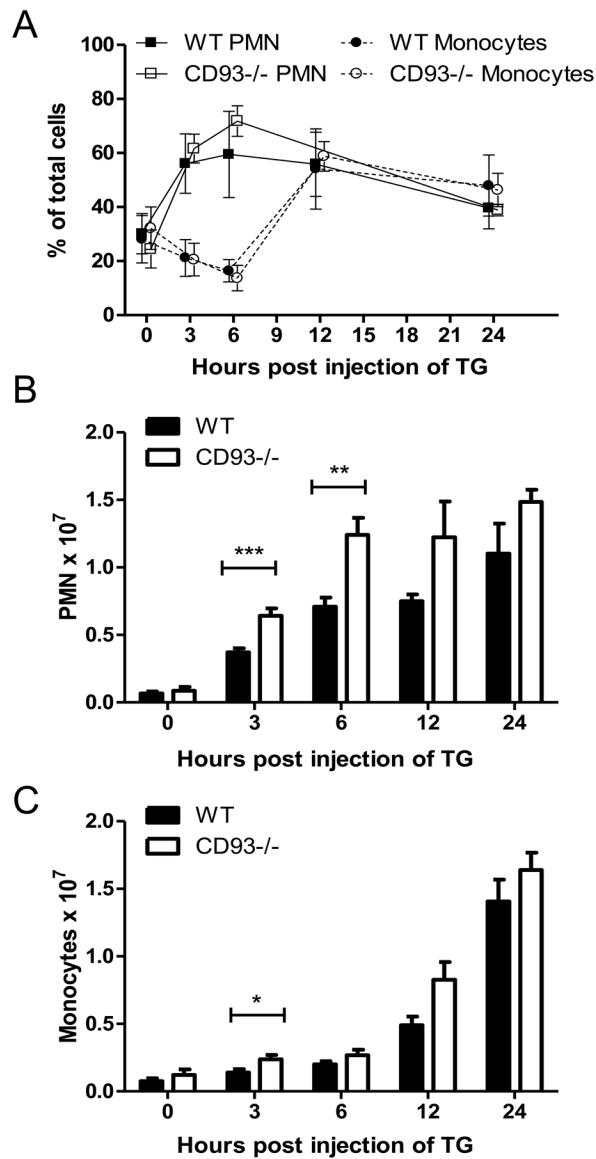 A
WT PMN
WT Monocytes
CD93-/- PMN
CD93-/- Monocytes
% of total cells
100
80
60
40
20
0
0 3 6 9 12 15 18 21 24
Hours post injection of TG
B
WT
CD93-/-
PMN x 10⁷
2.0
1.5
1.0
0.5
0.0
***
**
0 3 6 12 24
Hours post injection of TG
C
WT
CD93-/-
Monocytes x 10⁷
2.0
1.5
1.0
0.5
0.0
*
0 3 6 12 24
Hours post injection of TG